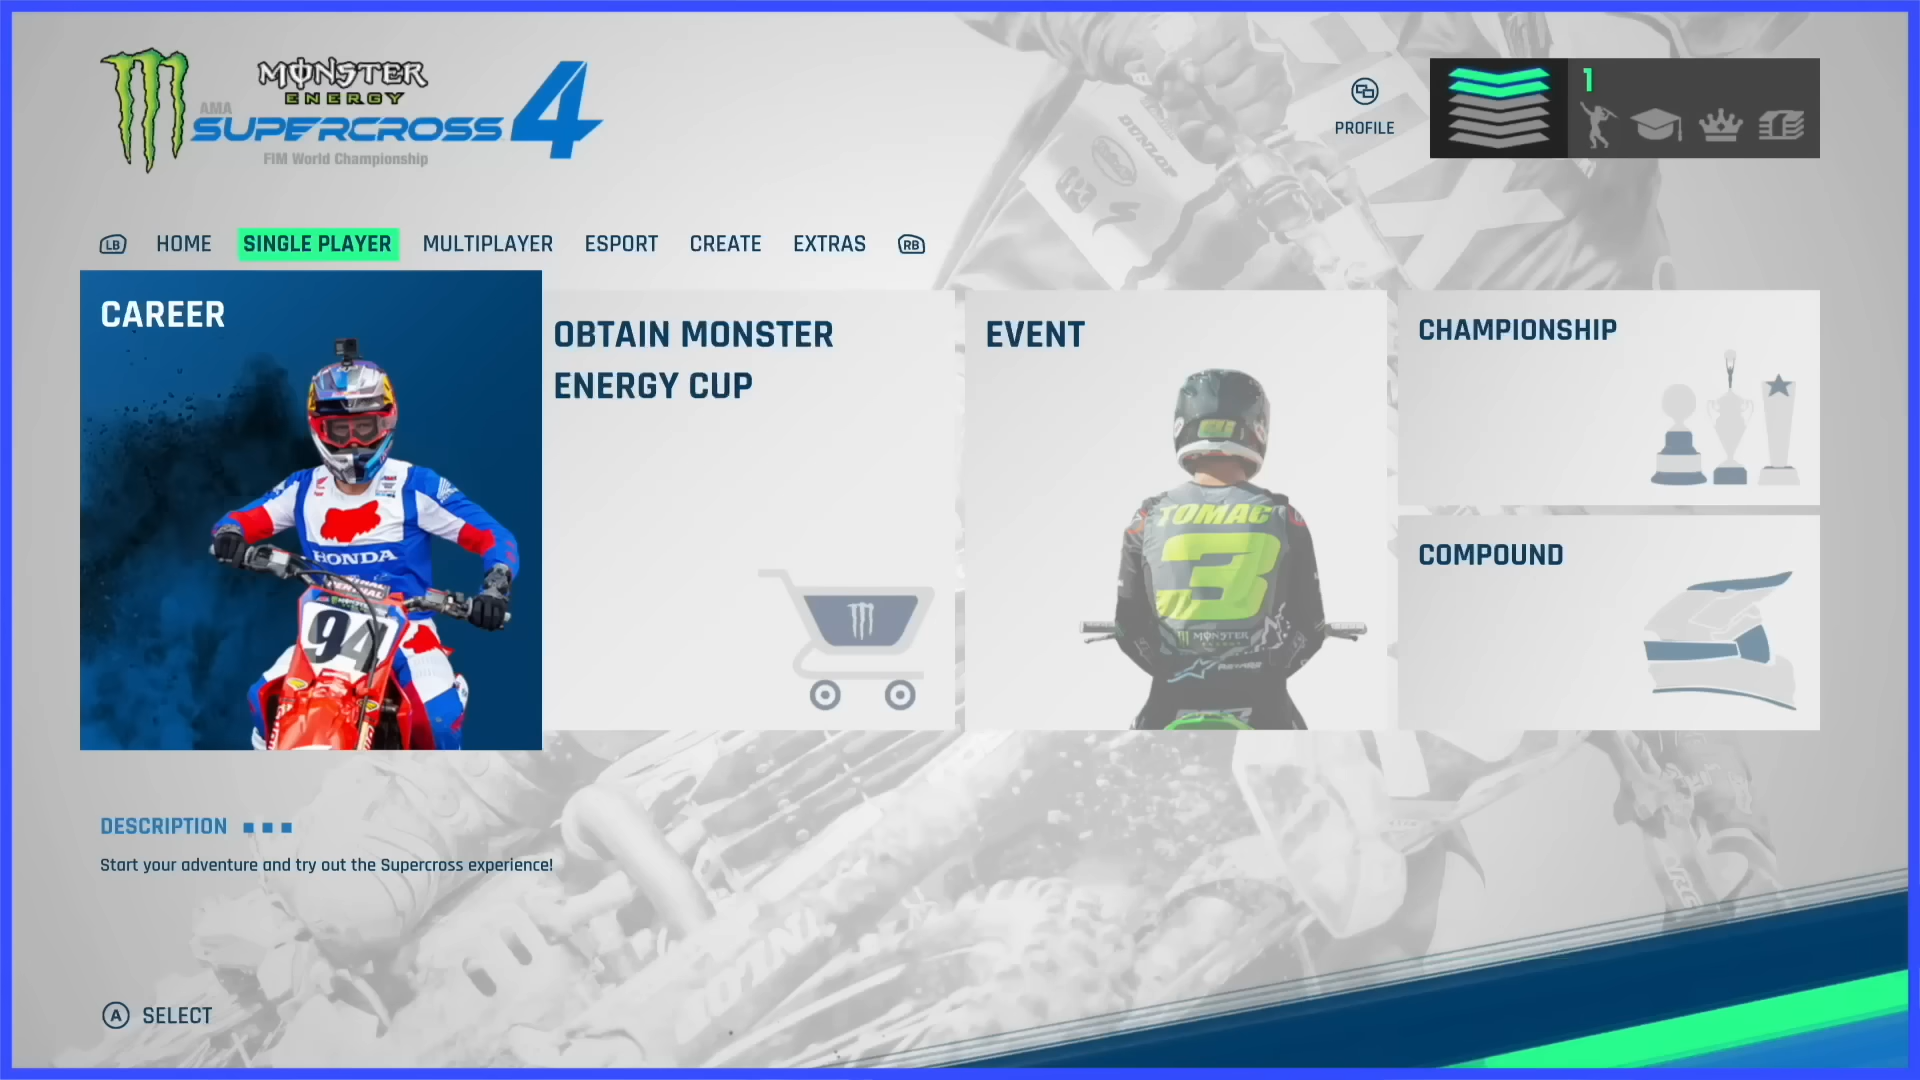 MONSTER
ENERGY
AMA
SUPERCROSS 4
FIM World Championship
PROFILE
1
LB HOME SINGLE PLAYER MULTIPLAYER ESPORT CREATE EXTRAS RB
CAREER
HONDA
94
OBTAIN MONSTER
ENERGY CUP
EVENT
TOMAC
3
MONSTER
CHAMPIONSHIP
COMPOUND
DUNLOP
DESCRIPTION
Start your adventure and try out the Supercross experience!
A SELECT